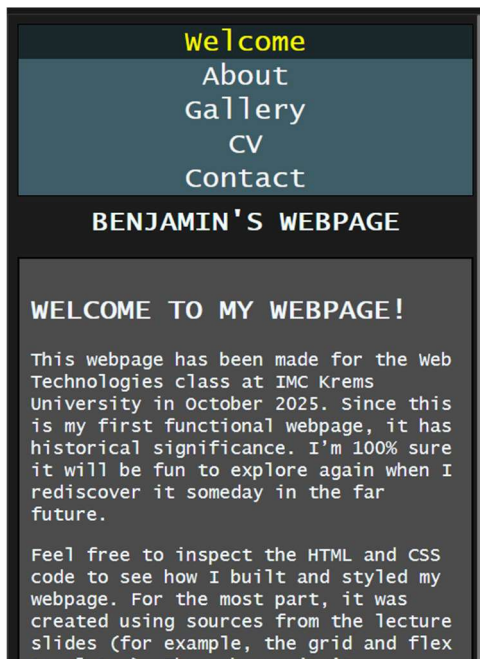 Welcome
About
Gallery
CV
Contact
BENJAMIN'S WEBPAGE
WELCOME TO MY WEBPAGE!
This webpage has been made for the Web
Technologies class at IMC Krems
University in October 2025. Since this
is my first functional webpage, it has
historical significance. I’m 100% sure
it will be fun to explore again when I
rediscover it someday in the far
future.
Feel free to inspect the HTML and CSS
code to see how I built and styled my
webpage. For the most part, it was
created using sources from the lecture
slides (for example, the grid and flex